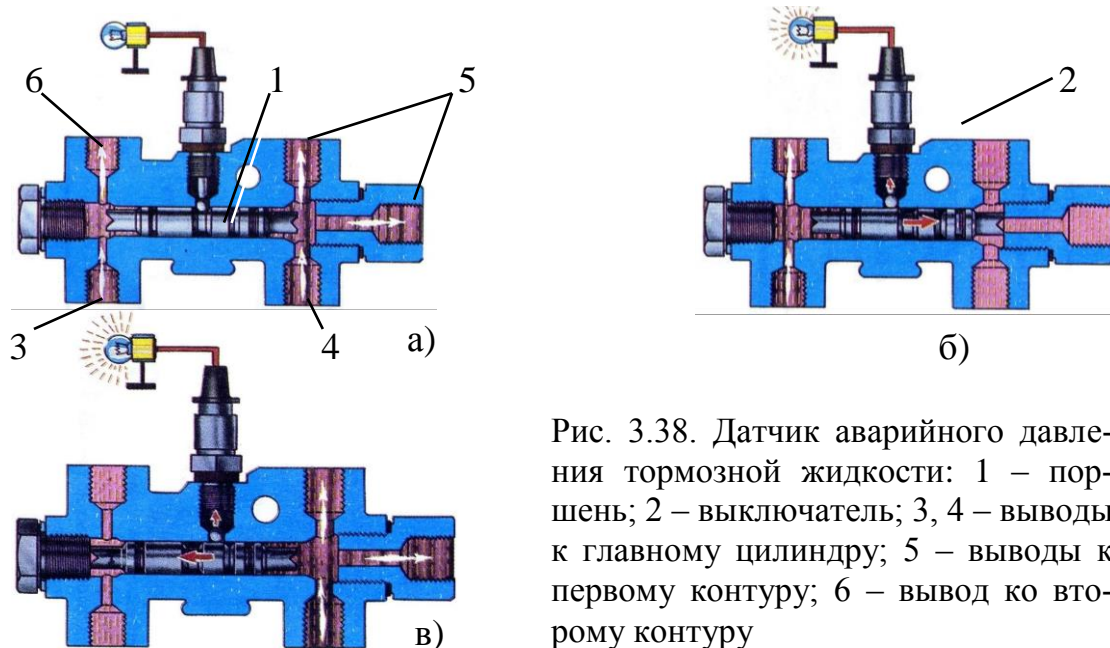 6 1 5
2
3 4 а)
б)
в)
Рис. 3.38. Датчик аварийного давле-
ния тормозной жидкости: 1 – пор-
шень; 2 – выключатель; 3, 4 – выводы
к главному цилиндру; 5 – выводы к
первому контуру; 6 – вывод ко вто-
рому контуру